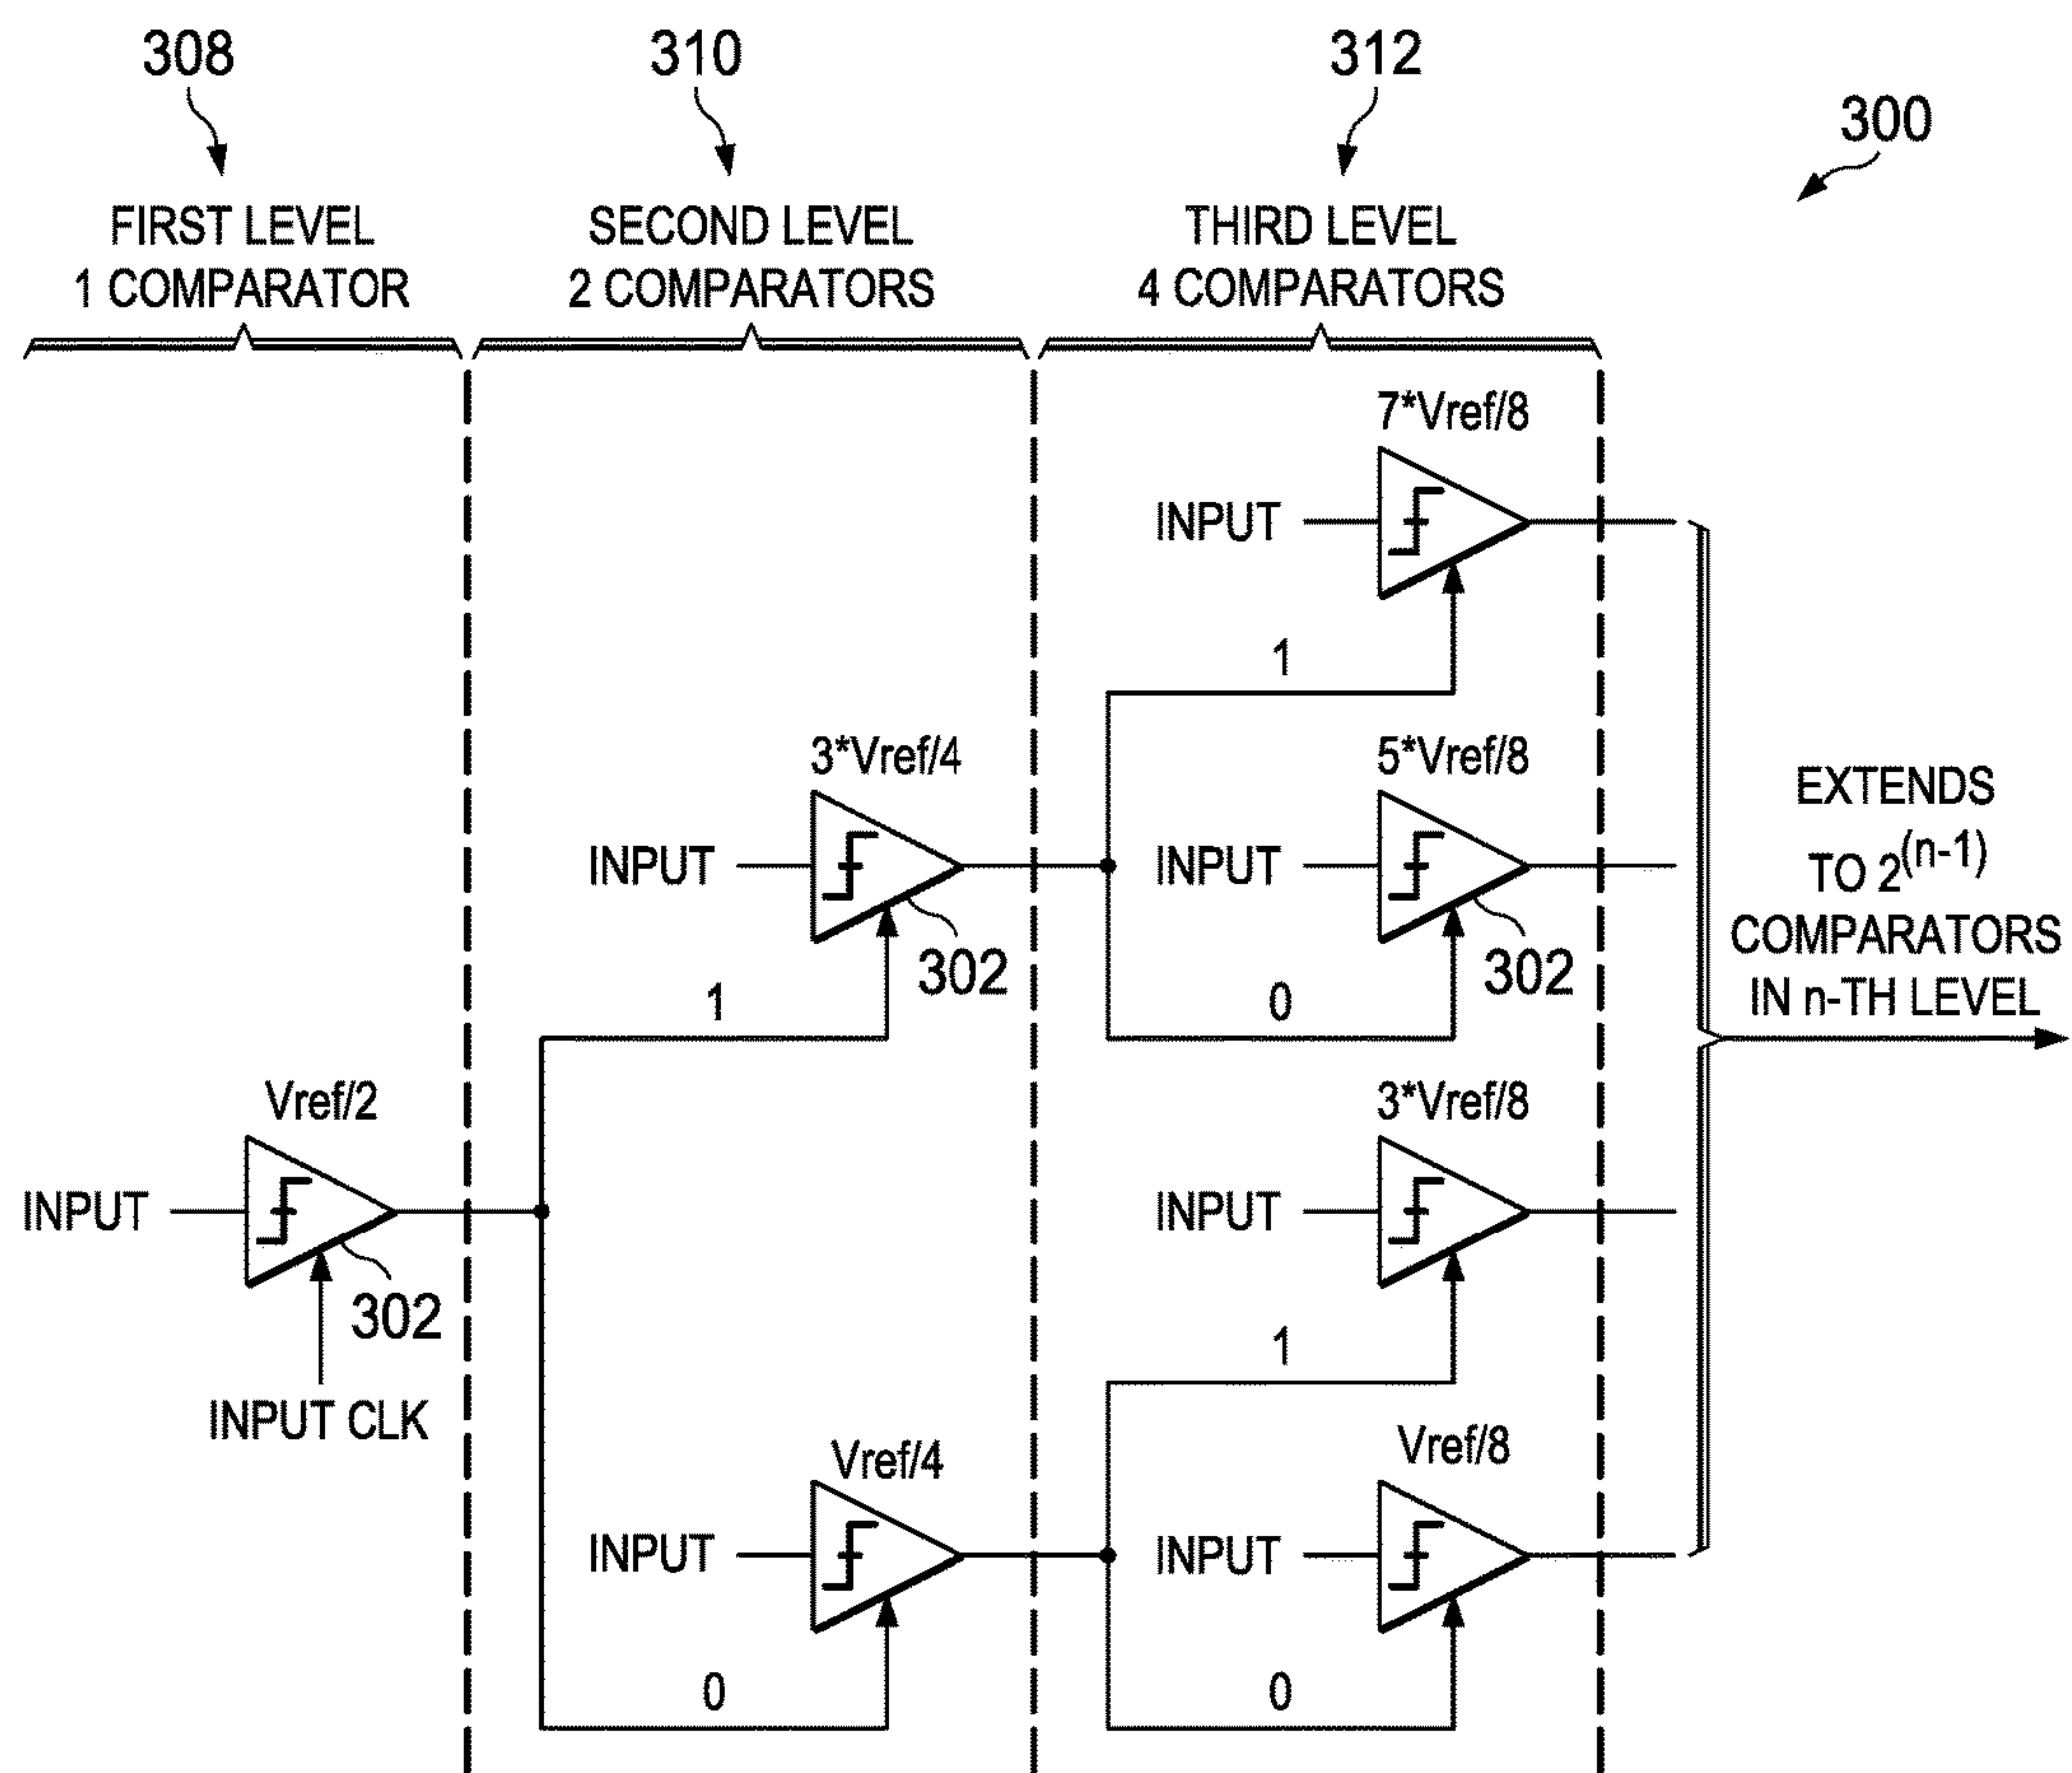 308
310
312
300
FIRST LEVEL
1 COMPARATOR
SECOND LEVEL
2 COMPARATORS
THIRD LEVEL
4 COMPARATORS
7*Vref/8
INPUT
1
3*Vref/4
5*Vref/8
INPUT
INPUT
302
302
1
0
EXTENDS
TO 2^(n-1)
COMPARATORS
IN n-TH LEVEL
Vref/2
3*Vref/8
INPUT
INPUT
302
1
INPUT CLK
Vref/4
Vref/8
INPUT
INPUT
0
0